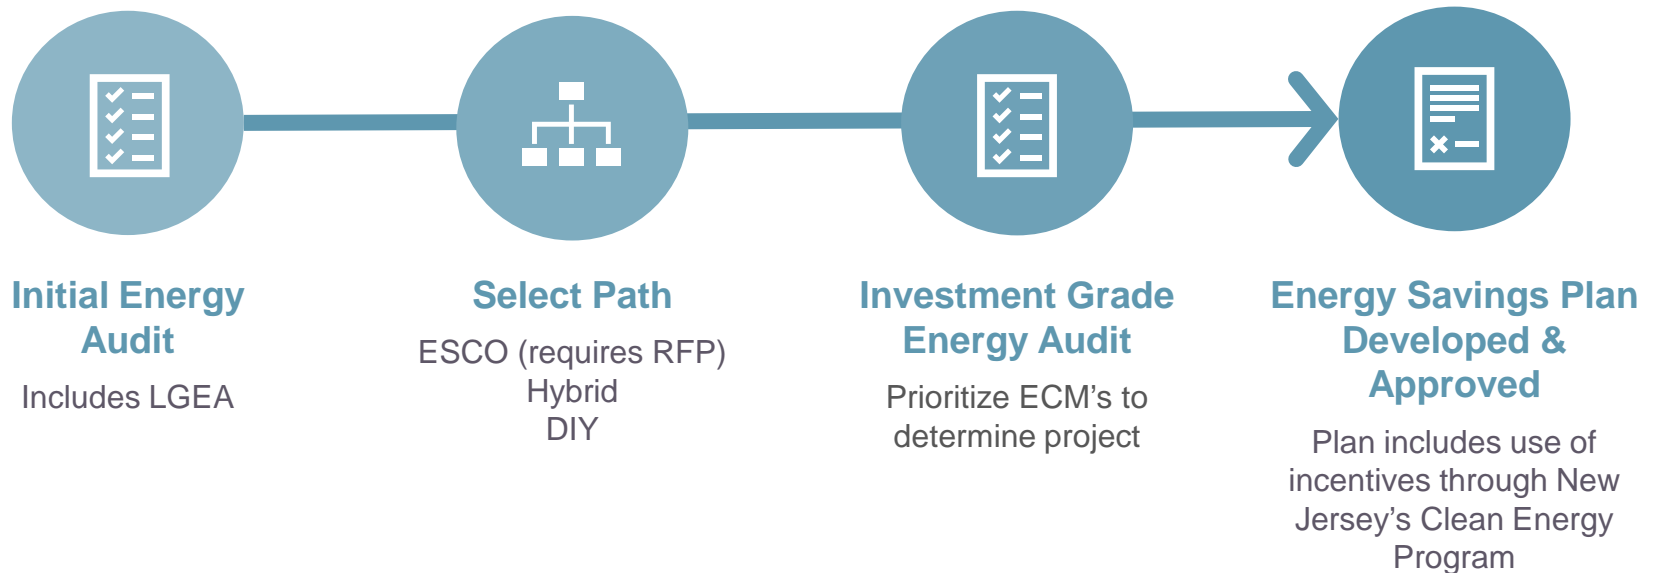 Initial Energy
Audit
Includes LGEA
Select Path
ESCO (requires RFP)
Hybrid
DIY
Investment Grade
Energy Audit
Prioritize ECM's to
determine project
Energy Savings Plan
Developed &
Approved
Plan includes use of
incentives through New
Jersey’s Clean Energy
Program